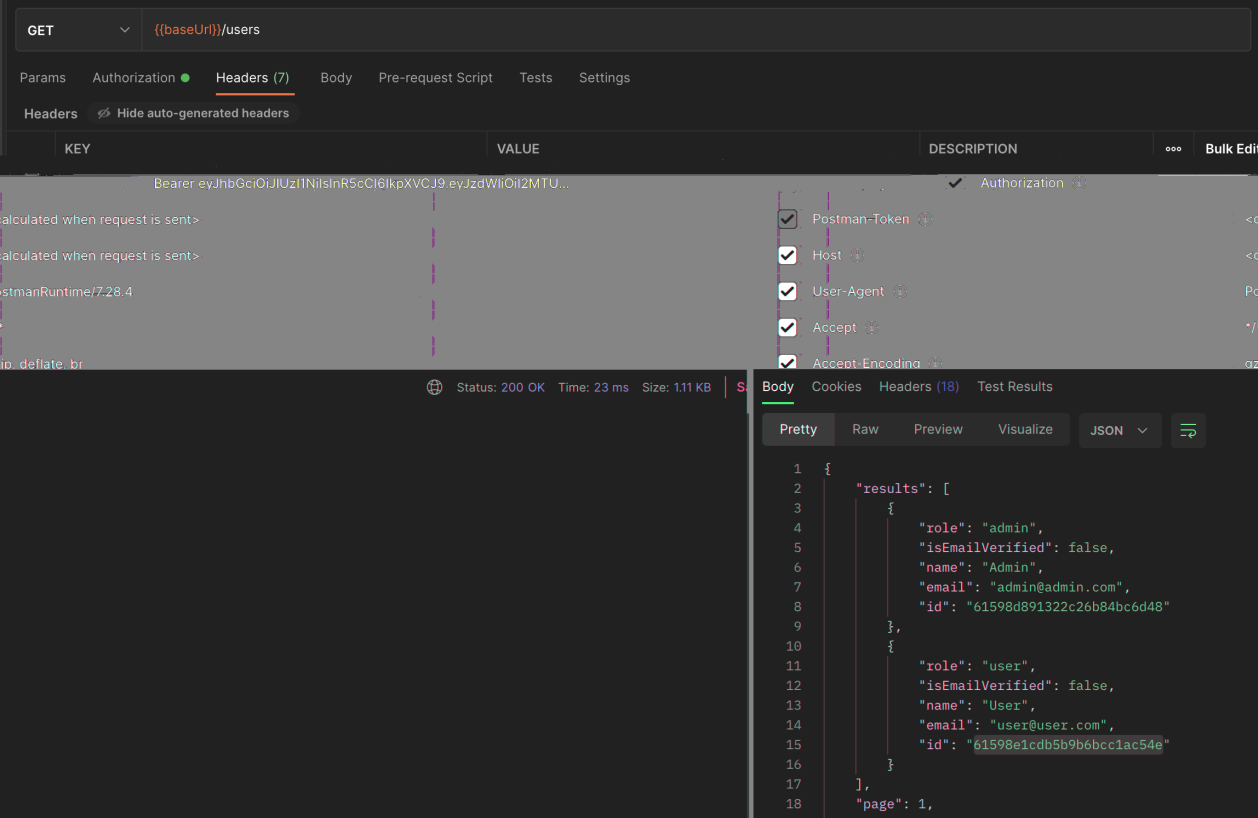 GET {{baseUrl}}/users
Params Authorization Headers (7) Body Pre-request Script Tests Settings
Headers Hide auto-generated headers
KEY VALUE DESCRIPTION ooo Bulk Edi
Bearer eyJhbGciOiJIUzI1NiIsInR5cCI6IkpXVCJ9.eyJzdWIiOiI2MTU... Authorization
alculated when request is sent> Postman-Token <c
alculated when request is sent> Host <c
ostmanRuntime/7.28.4 User-Agent Po
Accept */
ip, deflate, br Accept-Encoding gz
Status: 200 OK Time: 23 ms Size: 1.11 KB Sa
Body Cookies Headers (18) Test Results
Pretty Raw Preview Visualize JSON
1 {
2 "results": [
3 {
4 "role": "admin",
5 "isEmailVerified": false,
6 "name": "Admin",
7 "email": "admin@admin.com",
8 "id": "61598d891322c26b84bc6d48"
9 },
10 {
11 "role": "user",
12 "isEmailVerified": false,
13 "name": "User",
14 "email": "user@user.com",
15 "id": "61598e1cdb5b9b6bcc1ac54e"
16 }
17 ],
18 "page": 1,